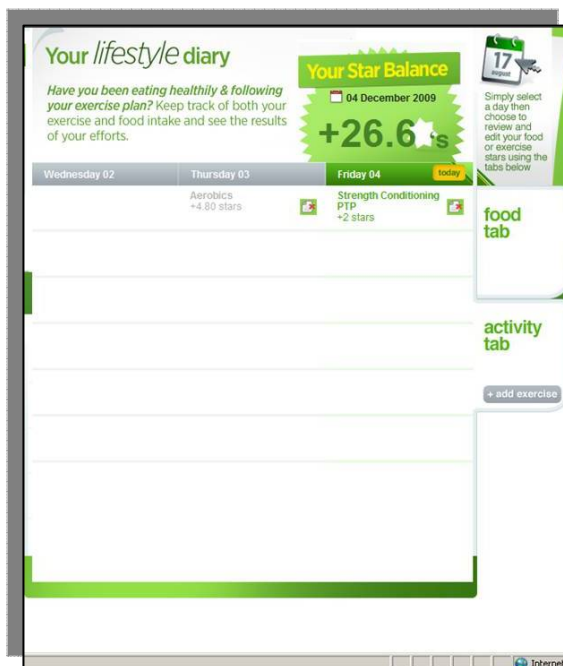 Your lifestyle diary
Have you been eating healthily & following
your exercise plan? Keep track of both your
exercise and food intake and see the results
of your efforts.
Your Star Balance
04 December 2009
+26.6 's
17
august
Simply select
a day then
choose to
review and
edit your food
or exercise
stars using the
tabs below
Wednesday 02
Thursday 03
Friday 04
today
Aerobics
+4.80 stars
Strength Conditioning
PTP
+2 stars
food
tab
activity
tab
+ add exercise
Internet